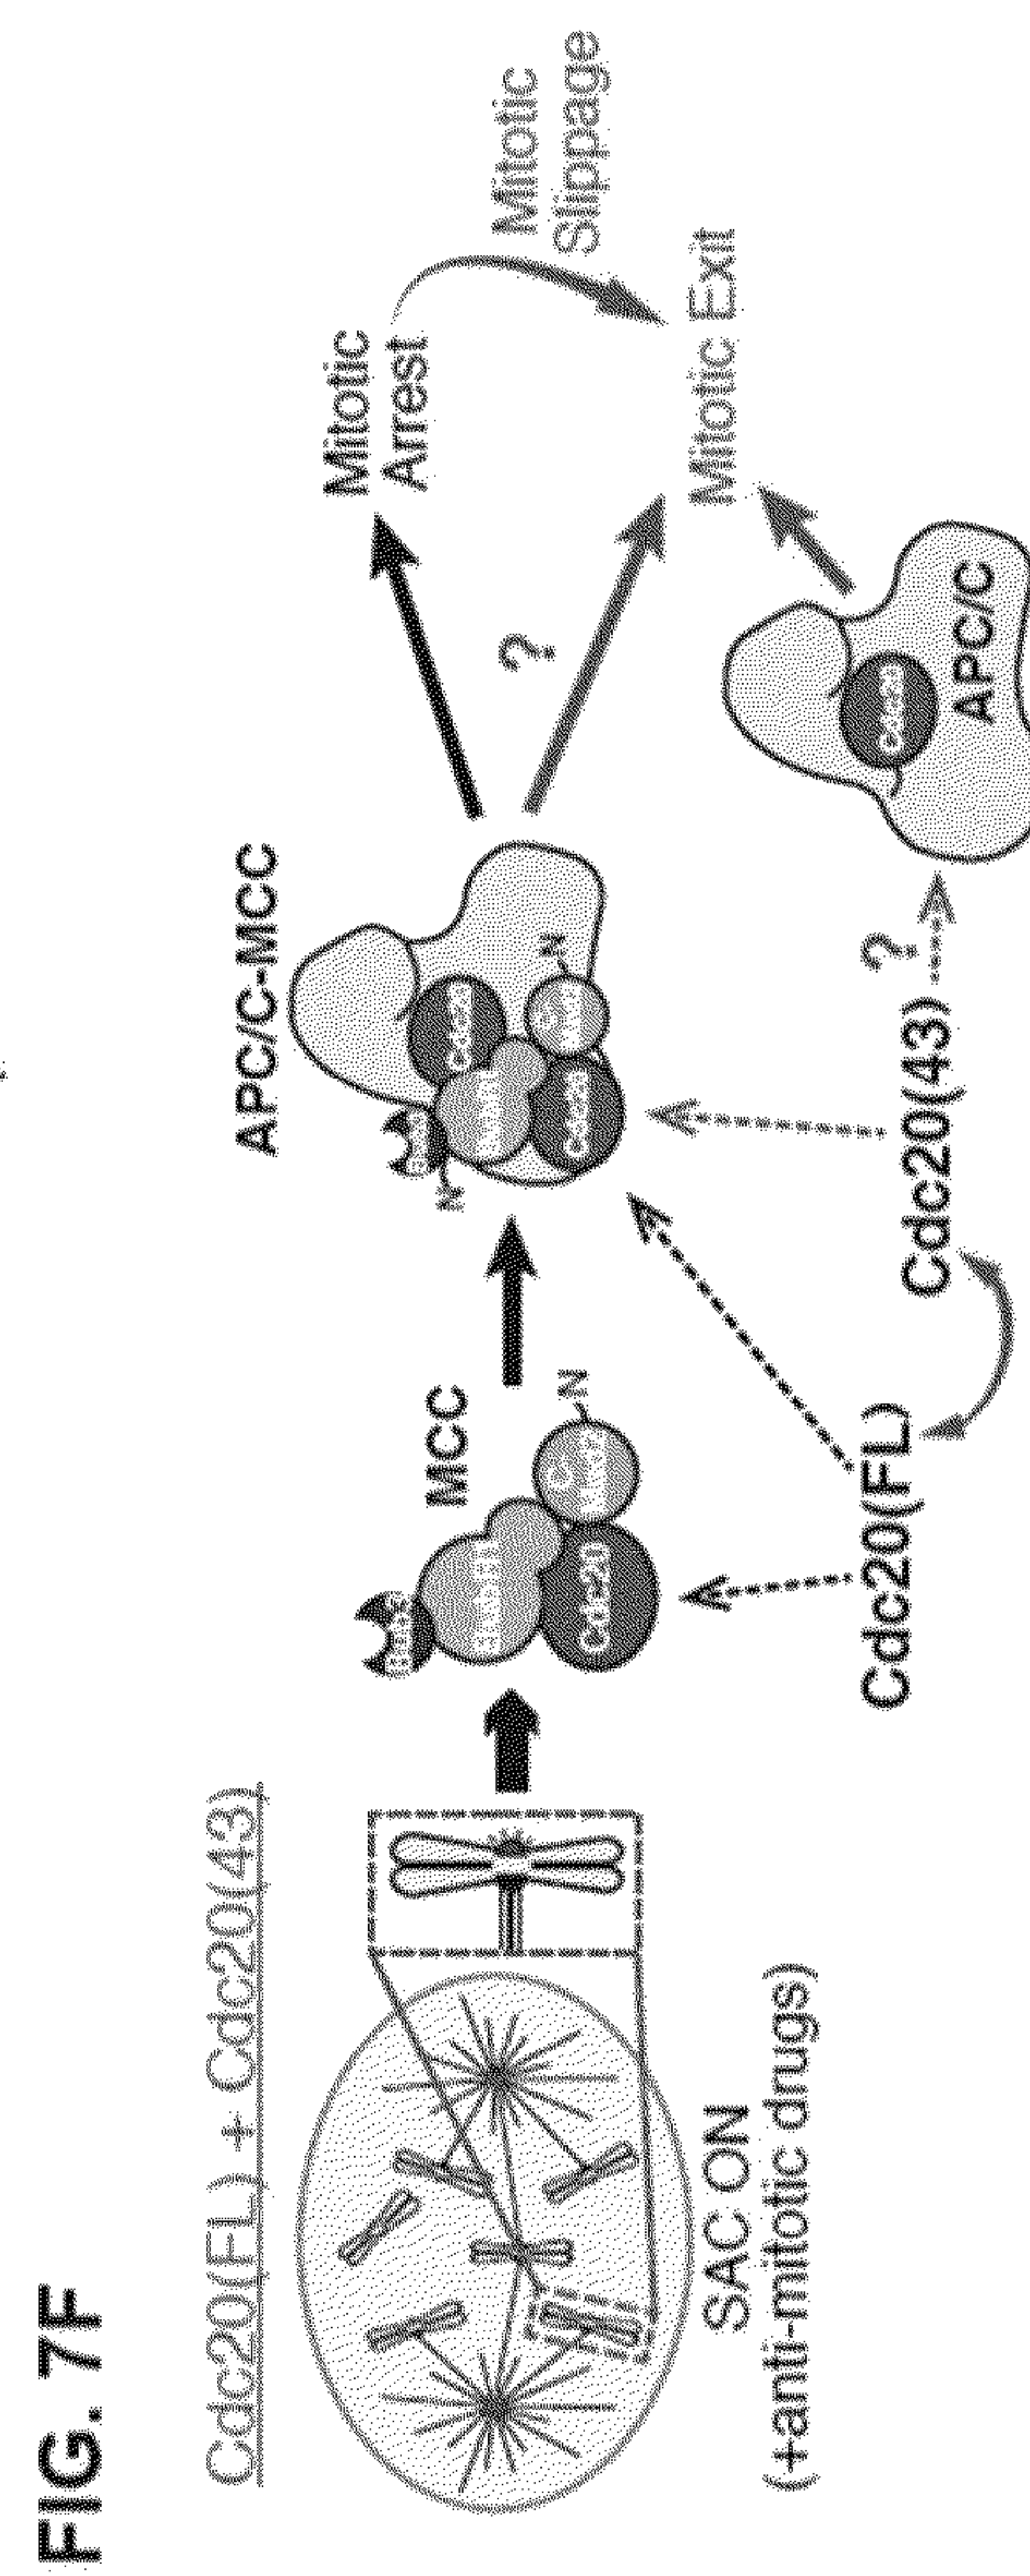 FIG. 7F
Cdc20(FL) + Cdc20(43)
SAC ON
(+anti-mitotic drugs)
MCC
Cdc20
N
Cdc20(FL)
APC/C-MCC
N
N
Cdc20(43)
?
APC/C
?
Mitotic
Arrest
Mitotic Exit
Mitotic
Slippage